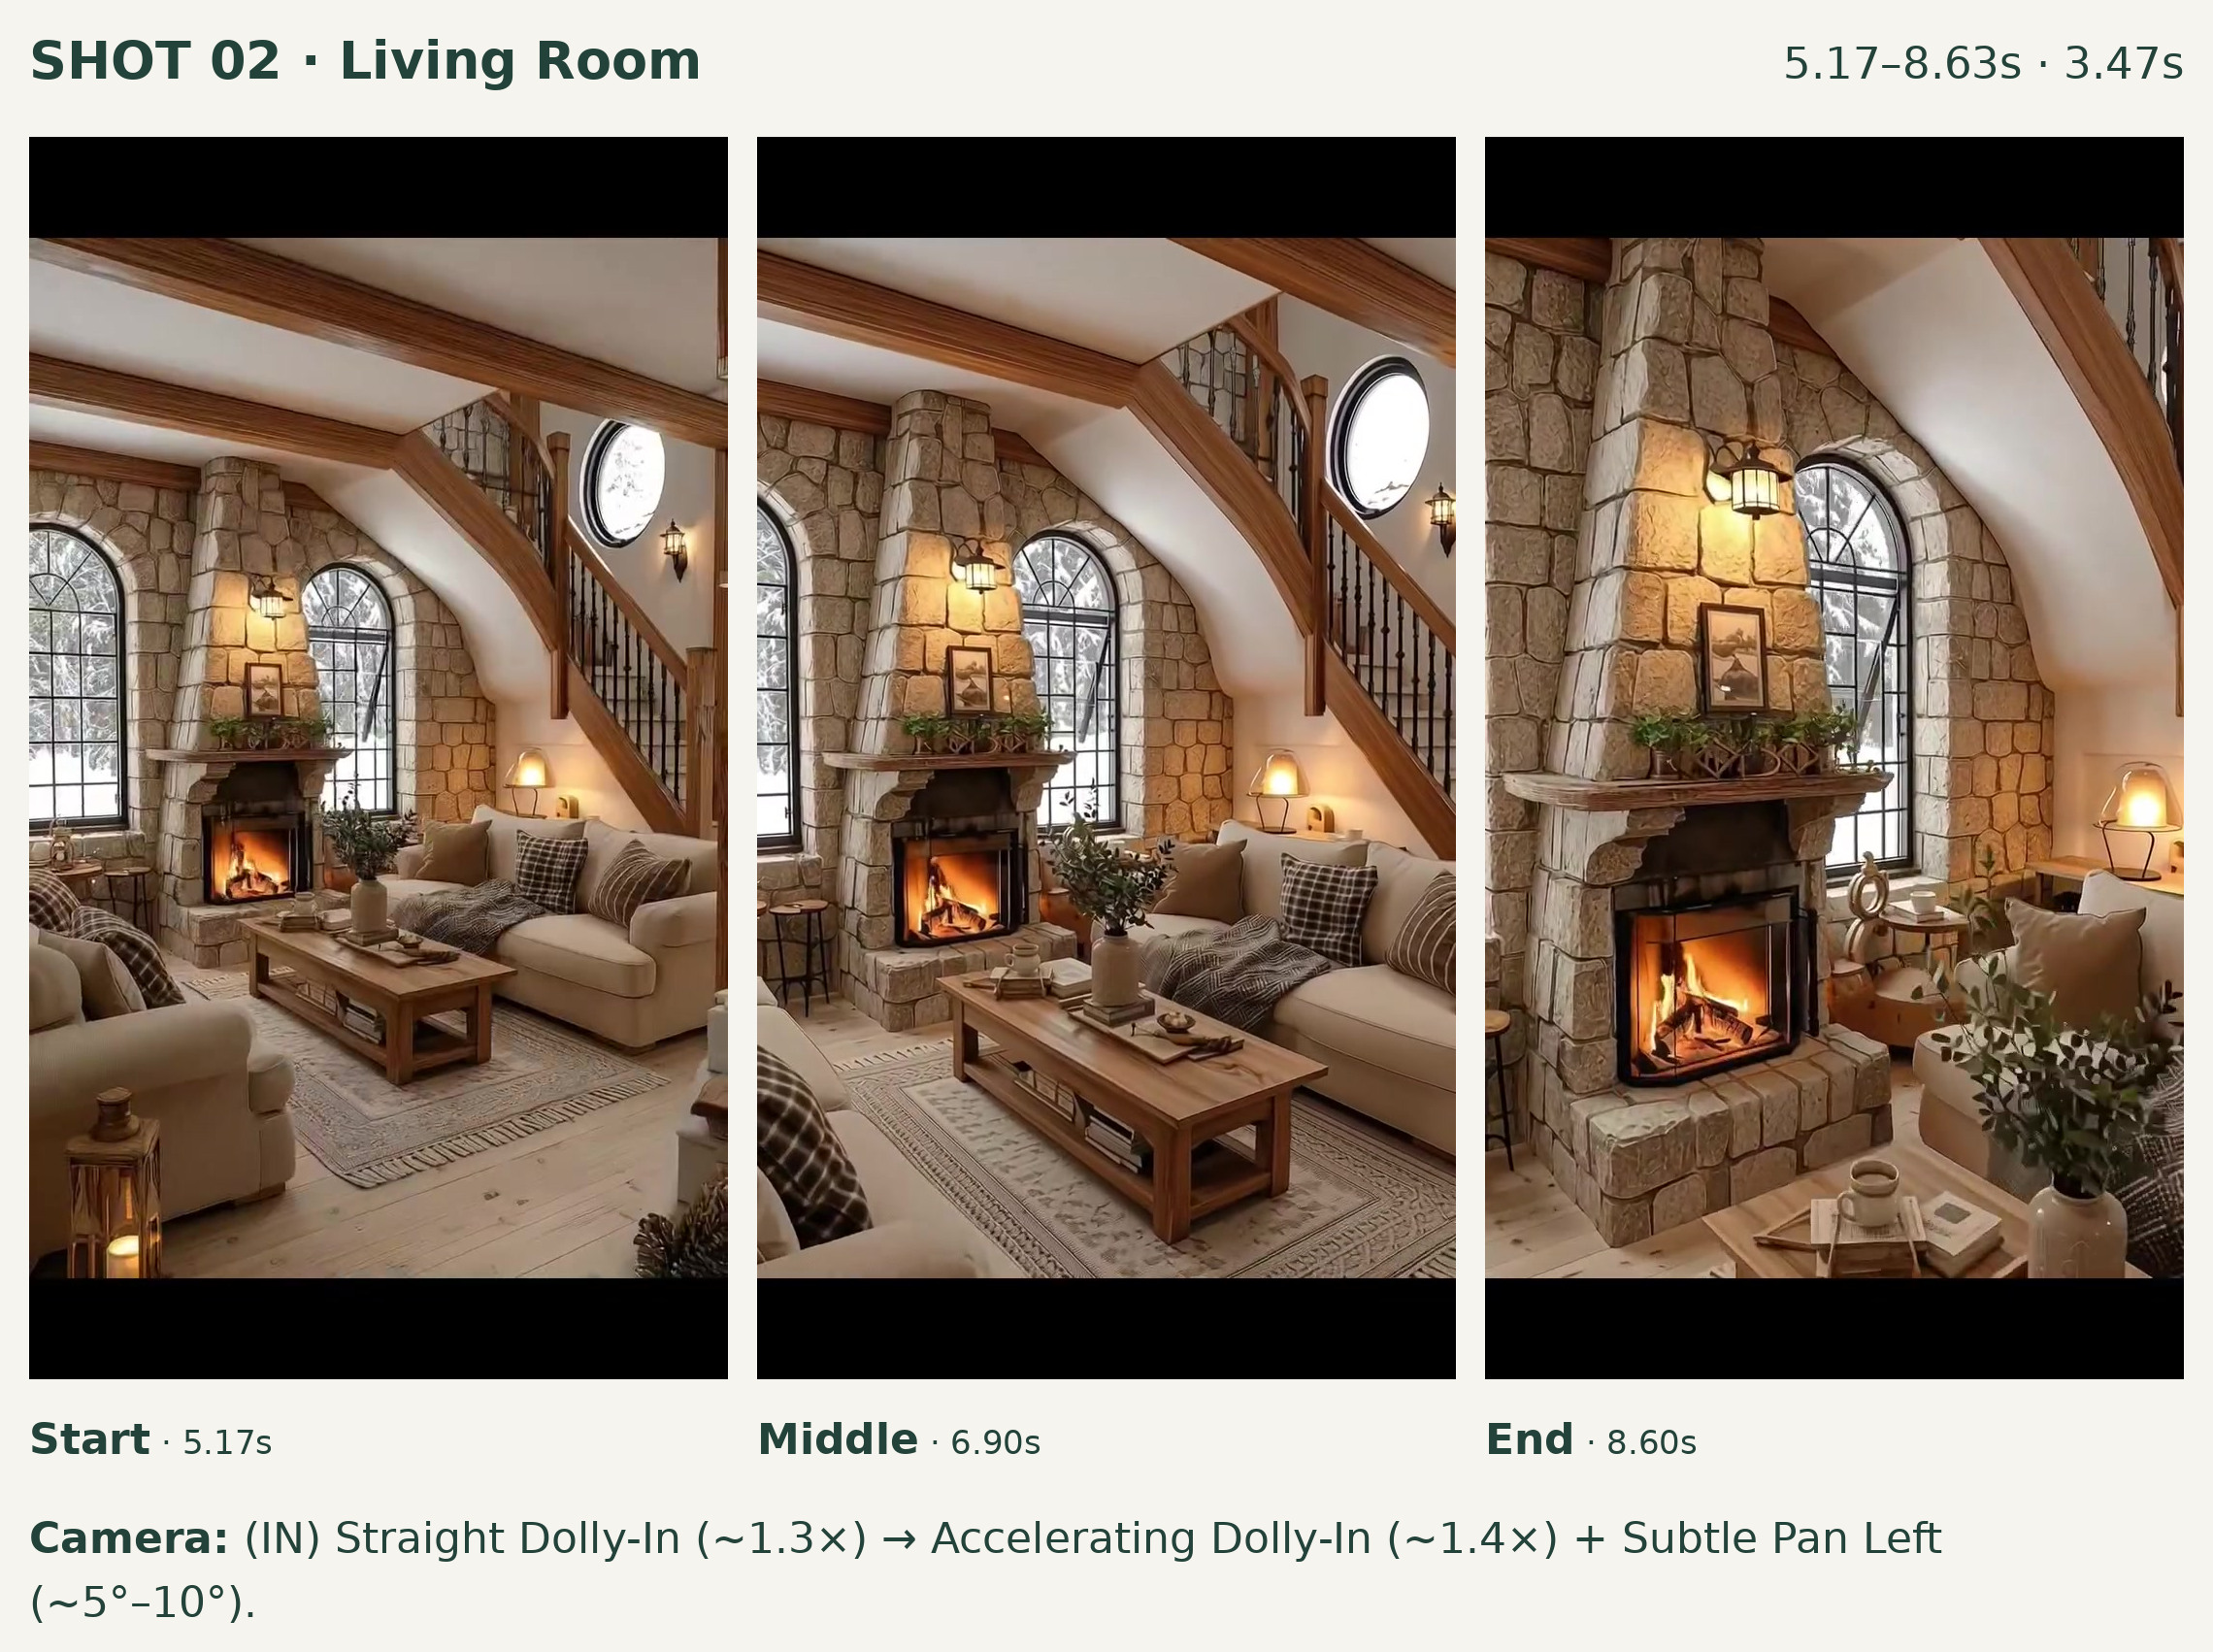 SHOT 02 · Living Room
5.17–8.63s · 3.47s
Start · 5.17s
Middle · 6.90s
End · 8.60s
Camera: (IN) Straight Dolly-In (~1.3×) → Accelerating Dolly-In (~1.4×) + Subtle Pan Left
(~5°–10°).